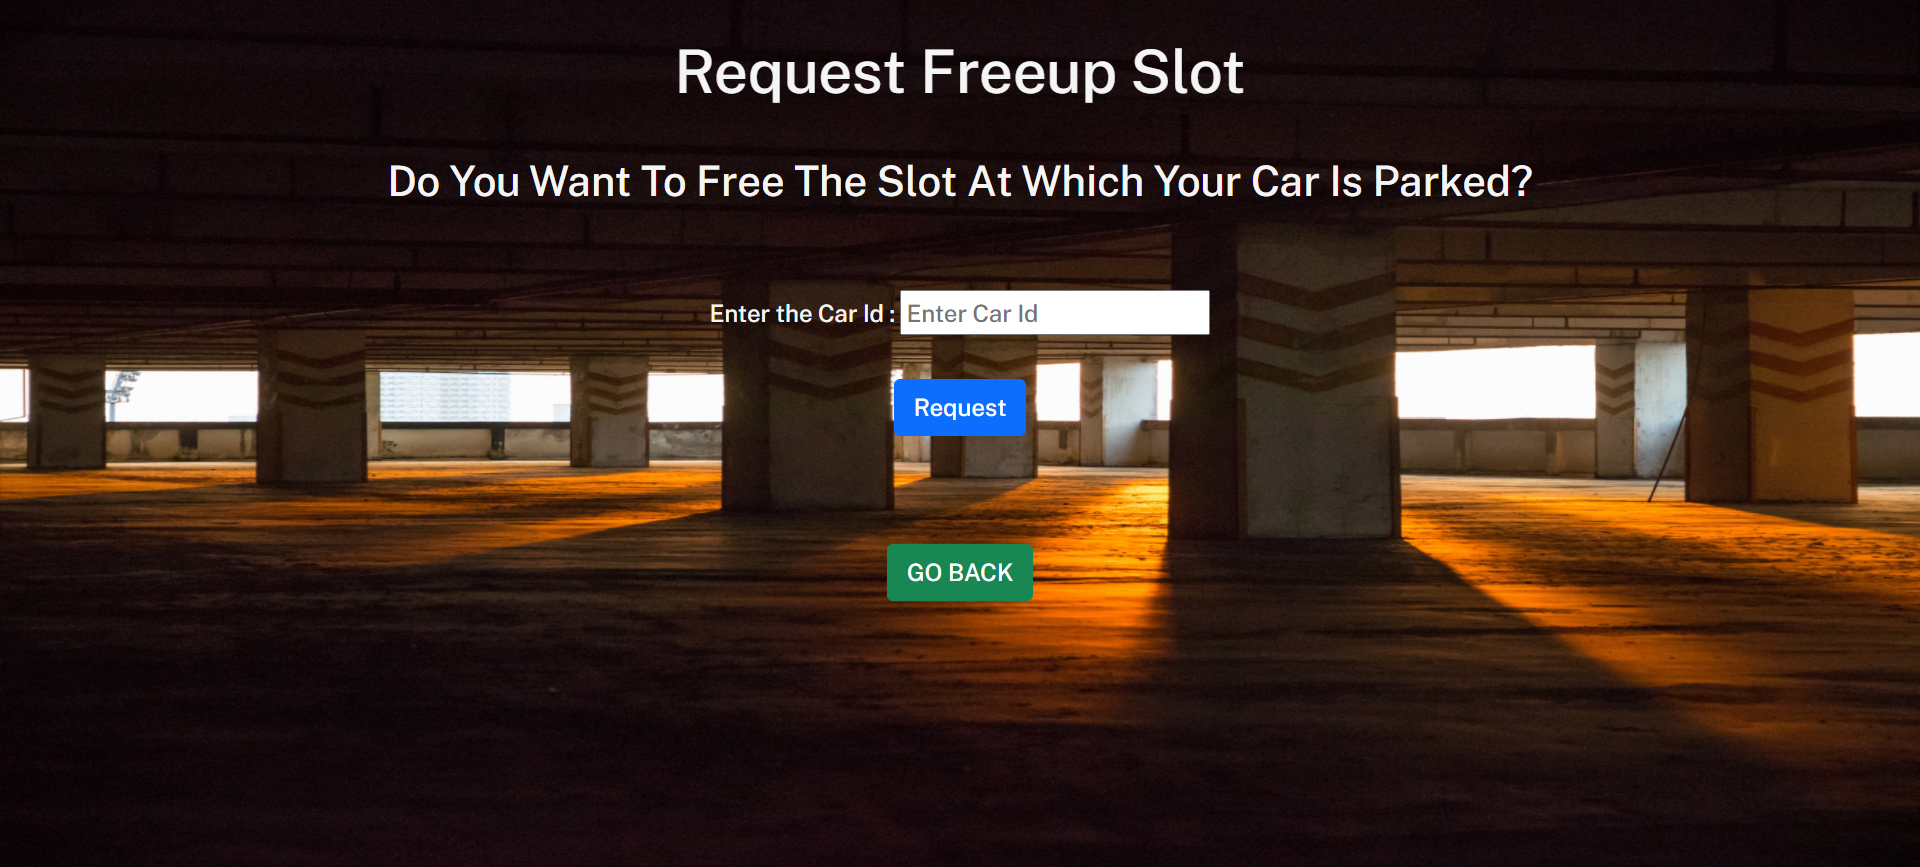 Request Freeup Slot
Do You Want To Free The Slot At Which Your Car Is Parked?
Enter the Car Id : Enter Car Id
Request
GO BACK